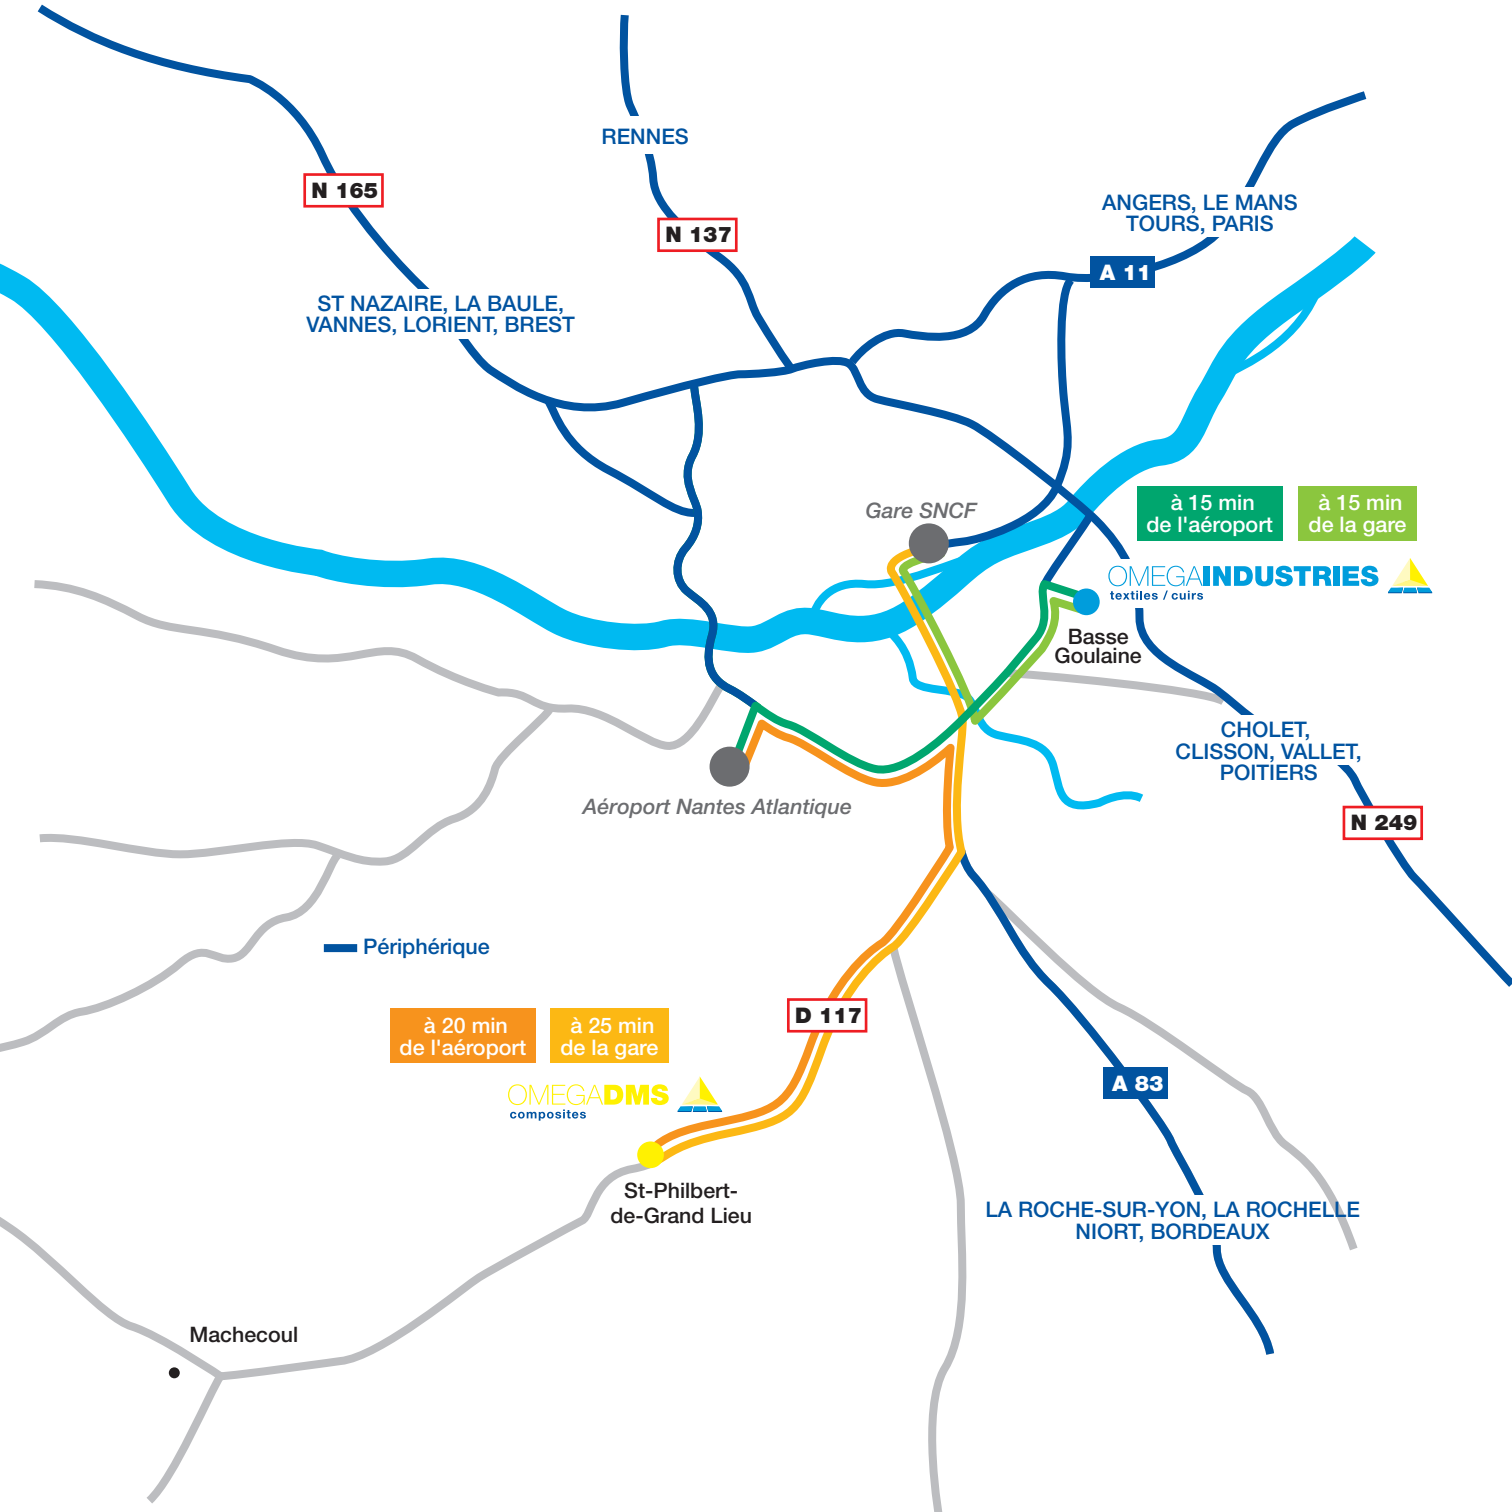 RENNES
N 165
ANGERS, LE MANS
TOURS, PARIS
N 137
A 11
ST NAZAIRE, LA BAULE,
VANNES, LORIENT, BREST
Gare SNCF
à 15 min
de l'aéroport
à 15 min
de la gare
OMEGAINDUSTRIES
textiles / cuirs
Basse
Goulaine
CHOLET,
CLISSON, VALLET,
POITIERS
Aéroport Nantes Atlantique
N 249
Périphérique
D 117
à 20 min
de l'aéroport
à 25 min
de la gare
OMEGADMS
composites
A 83
St-Philbert-
de-Grand Lieu
LA ROCHE-SUR-YON, LA ROCHELLE
NIORT, BORDEAUX
Machecoul